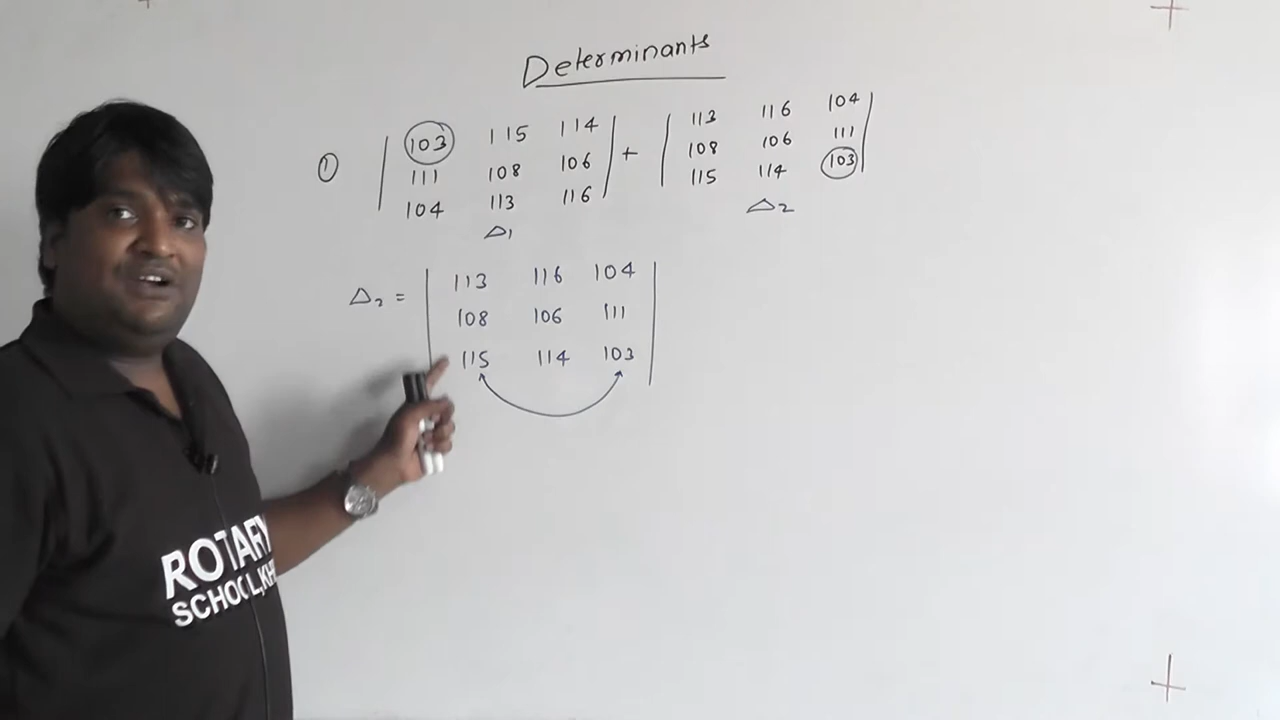 Determinants
① | 103 115 114 | + | 113 116 104 |
111 108 106 108 106 111
104 113 116 115 114 103
Δ1 Δ2
Δ2 = | 113 116 104 |
108 106 111
115 114 103
ROTARY
SCHOOL, KH